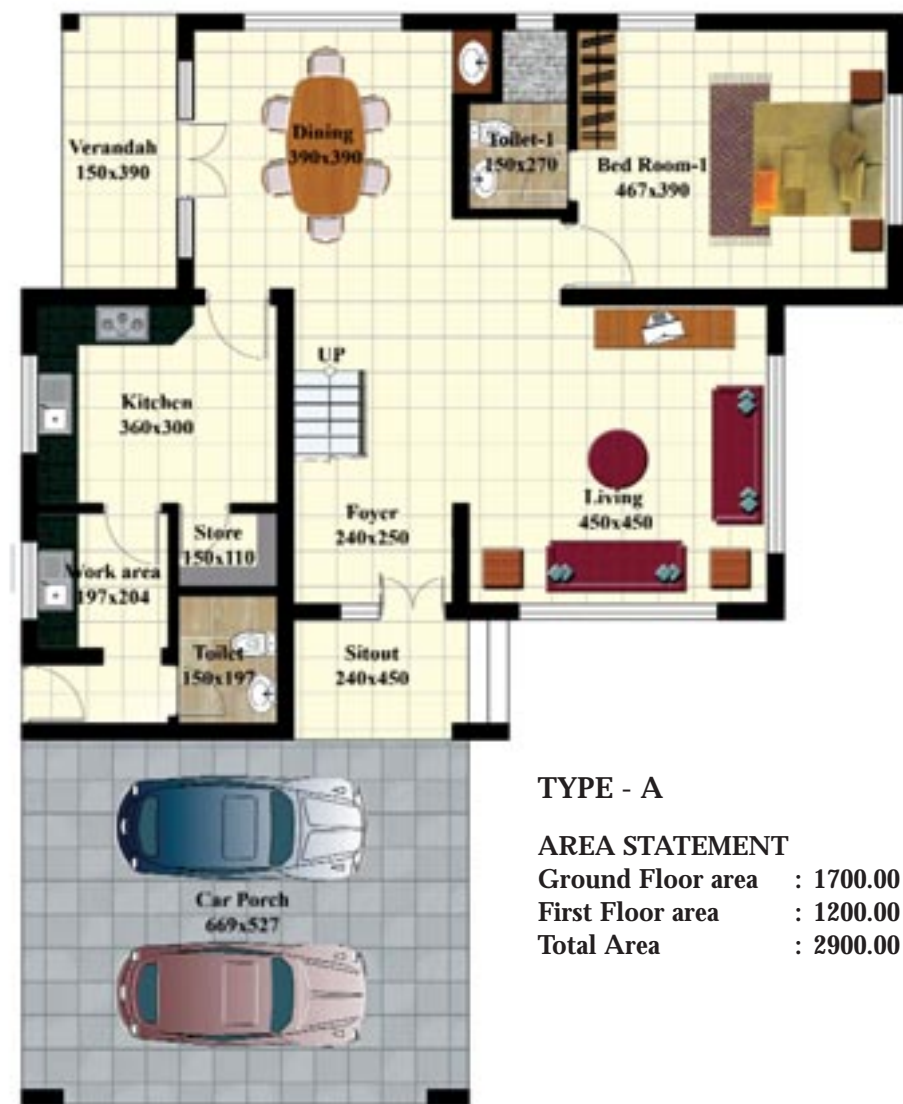 Verandah
150x390
Dining
390x390
Toilet-1
150x270
Bed Room-1
467x390
UP
Kitchen
360x300
Foyer
240x250
Living
450x450
Store
150x110
Work area
197x204
Toilet
150x197
Sitout
240x450
Car Porch
669x527
TYPE - A
AREA STATEMENT
Ground Floor area : 1700.00
First Floor area : 1200.00
Total Area : 2900.00